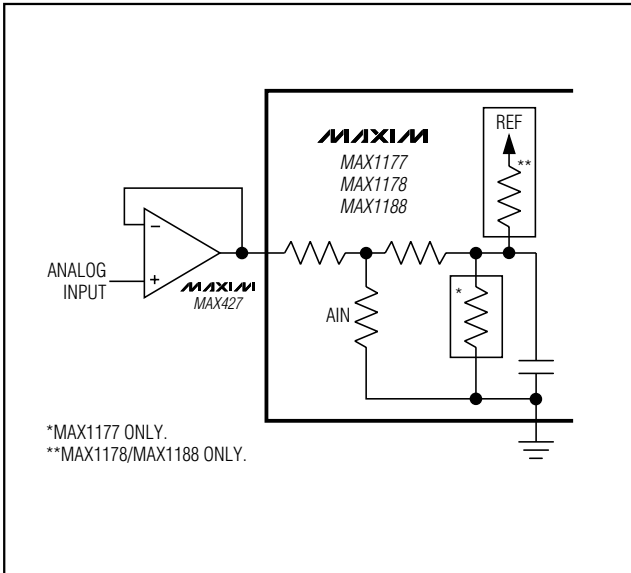 REF
**
MAXIM
MAX1177
MAX1178
MAX1188
−
ANALOG
INPUT
+
MAXIM
MAX427
AIN
*
*MAX1177 ONLY.
**MAX1178/MAX1188 ONLY.